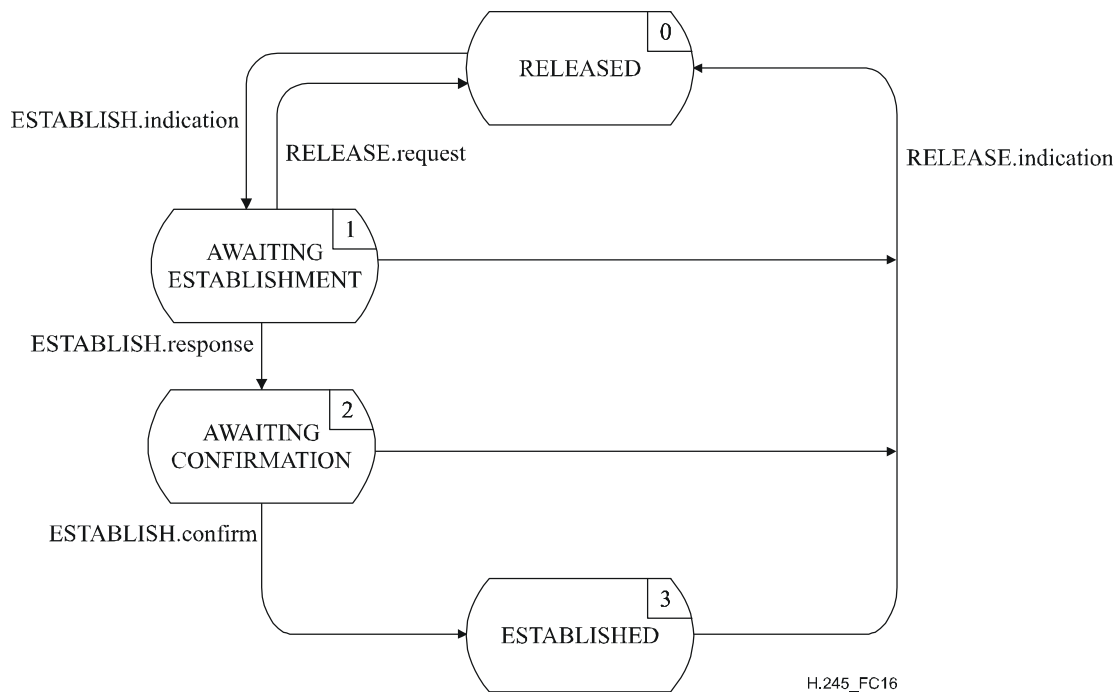 0
RELEASED
ESTABLISH.indication
RELEASE.request
RELEASE.indication
1
AWAITING
ESTABLISHMENT
ESTABLISH.response
2
AWAITING
CONFIRMATION
ESTABLISH.confirm
3
ESTABLISHED
H.245_FC16